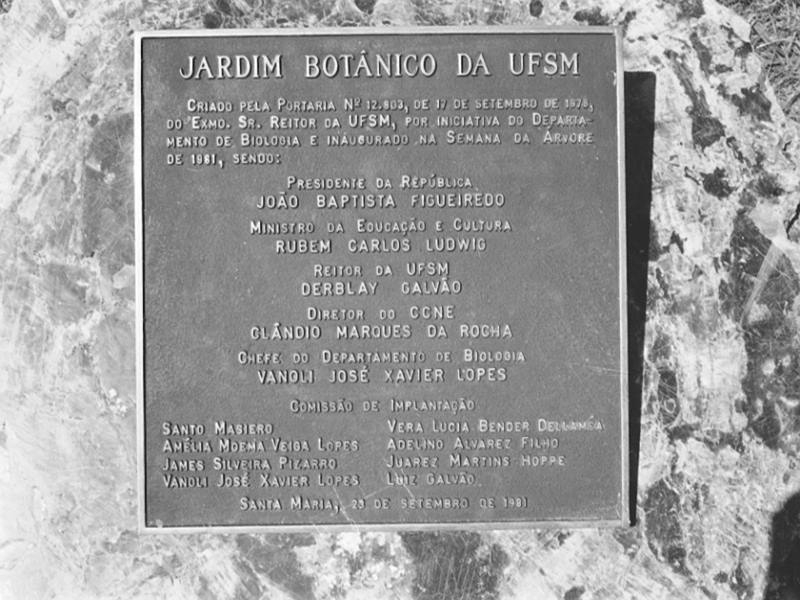 JARDIM BOTÂNICO DA UFSM
CRIADO PELA PORTARIA Nº 12.803, DE 17 DE SETEMBRO DE 1978,
DO EXMO. SR. REITOR DA UFSM, POR INICIATIVA DO DEPARTA-
MENTO DE BIOLOGIA E INAUGURADO NA SEMANA DA ÁRVORE
DE 1981, SENDO:
PRESIDENTE DA REPÚBLICA
JOÃO BAPTISTA FIGUEIREDO
MINISTRO DA EDUCAÇÃO E CULTURA
RUBEM CARLOS LUDWIG
REITOR DA UFSM
DERBLAY GALVÃO
DIRETOR DO CCNE
CLÂNDIO MARQUES DA ROCHA
CHEFE DO DEPARTAMENTO DE BIOLOGIA
VANOLI JOSÉ XAVIER LOPES
COMISSÃO DE IMPLANTAÇÃO
SANTO MASIERO VERA LUCIA BENDER DELLAMÉA
AMÉLIA MOEMA VEIGA LOPES ADELINO ALVAREZ FILHO
JAMES SILVEIRA PIZARRO JUAREZ MARTINS HOPPE
VANOLI JOSÉ XAVIER LOPES LUIZ GALVÃO
SANTA MARIA, 23 DE SETEMBRO DE 1981